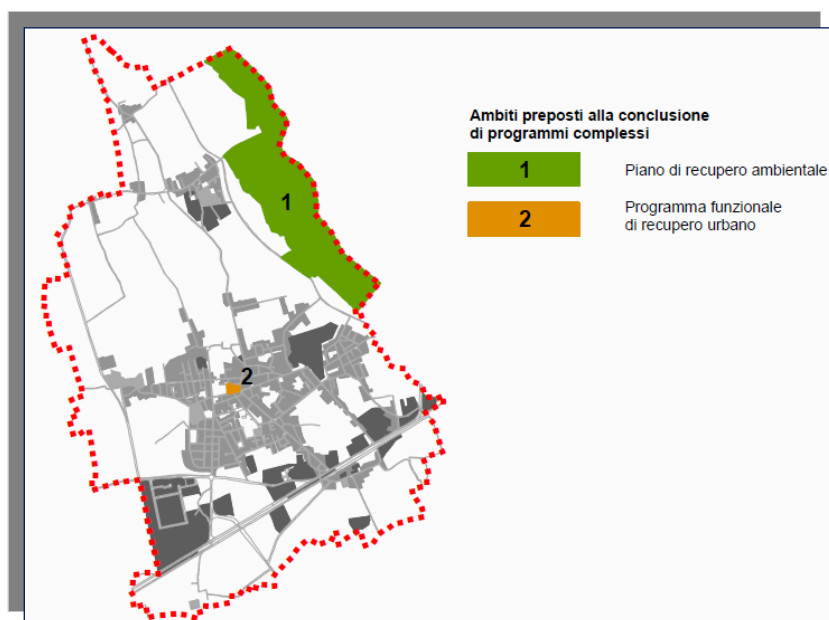 Ambiti preposti alla conclusione
di programmi complessi
1
Piano di recupero ambientale
2
Programma funzionale
di recupero urbano
1
2